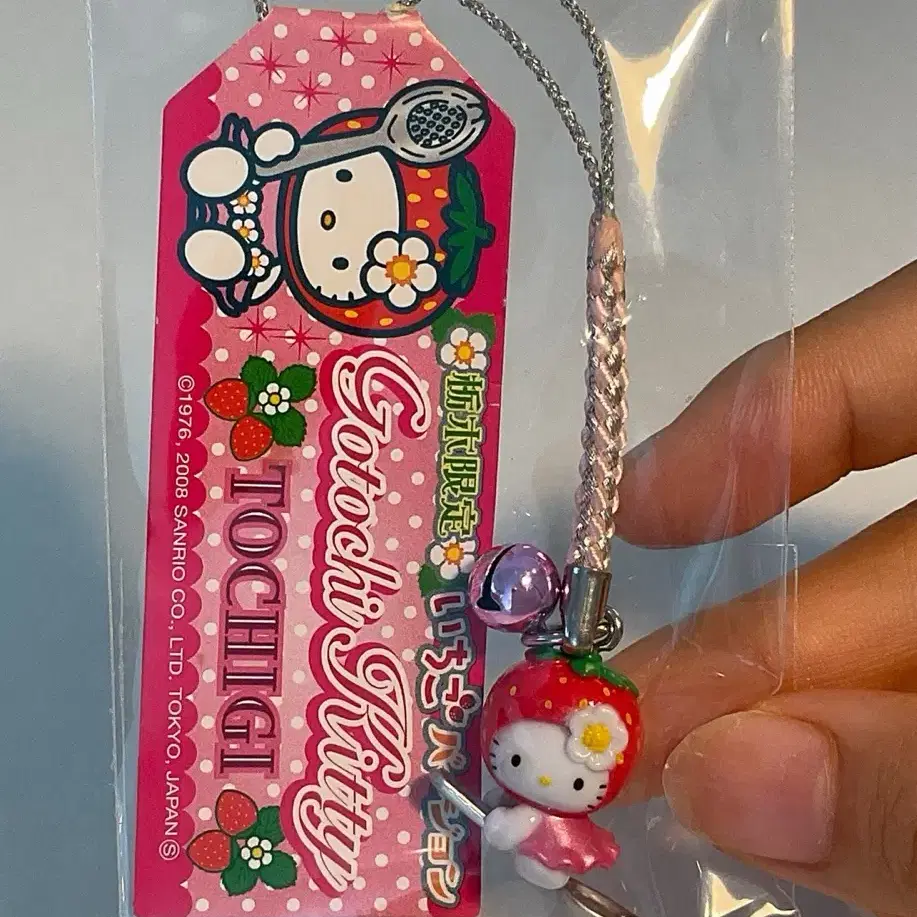 栃木限定 いちごバージョン
Gotochi Kitty
TOCHIGI
©1976, 2008 SANRIO CO., LTD. TOKYO, JAPAN Ⓢ